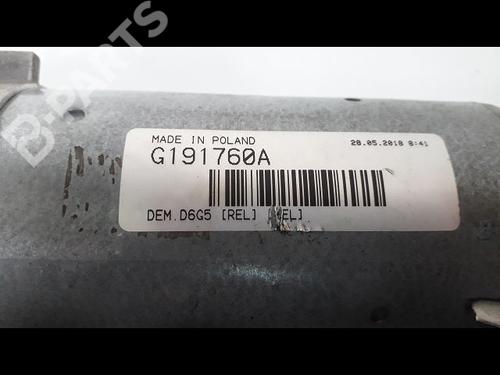 B-PARTS
MADE IN POLAND
28.05.2018 8:41
G191760A
DEM.D6G5 [REL]